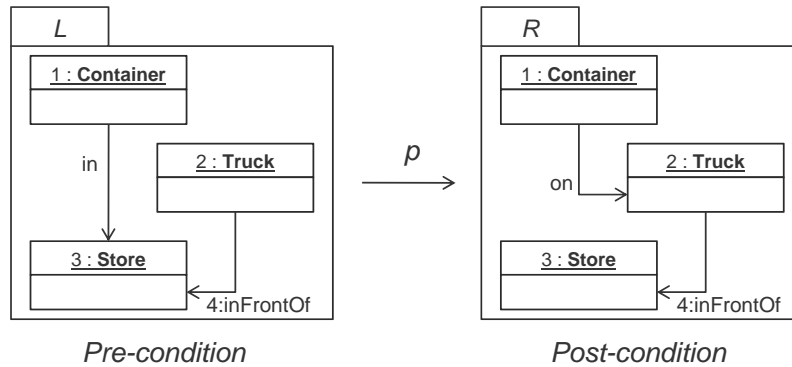 L
1 : Container
in
2 : Truck
3 : Store
4:inFrontOf
Pre-condition
p
R
1 : Container
on
2 : Truck
3 : Store
4:inFrontOf
Post-condition